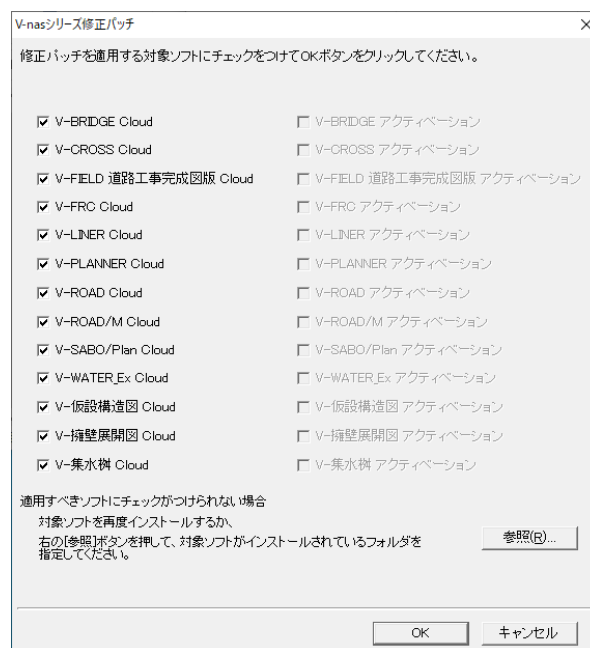 V-nasシリーズ修正パッチ
修正パッチを適用する対象ソフトにチェックをつけてOKボタンをクリックしてください。
V-BRIDGE Cloud V-BRIDGE アクティベーション
V-CROSS Cloud V-CROSS アクティベーション
V-FIELD 道路工事完成図版 Cloud V-FIELD 道路工事完成図版 アクティベーション
V-FRC Cloud V-FRC アクティベーション
V-LINER Cloud V-LINER アクティベーション
V-PLANNER Cloud V-PLANNER アクティベーション
V-ROAD Cloud V-ROAD アクティベーション
V-ROAD/M Cloud V-ROAD/M アクティベーション
V-SABO/Plan Cloud V-SABO/Plan アクティベーション
V-WATER_Ex Cloud V-WATER_Ex アクティベーション
V-仮設構造図 Cloud V-仮設構造図 アクティベーション
V-擁壁展開図 Cloud V-擁壁展開図 アクティベーション
V-集水桝 Cloud V-集水桝 アクティベーション
適用すべきソフトにチェックがつけられない場合
対象ソフトを再度インストールするか、
右の[参照]ボタンを押して、対象ソフトがインストールされているフォルダを
指定してください。
参照(R)...
OK キャンセル